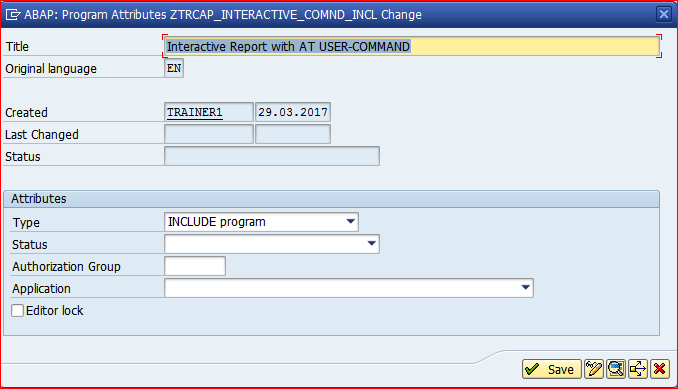 ABAP: Program Attributes ZTRCAP_INTERACTIVE_COMND_INCL Change
Title Interactive Report with AT USER-COMMAND
Original language EN
Created TRAINER1 29.03.2017
Last Changed
Status
Attributes
Type INCLUDE program
Status
Authorization Group
Application
Editor lock
Save